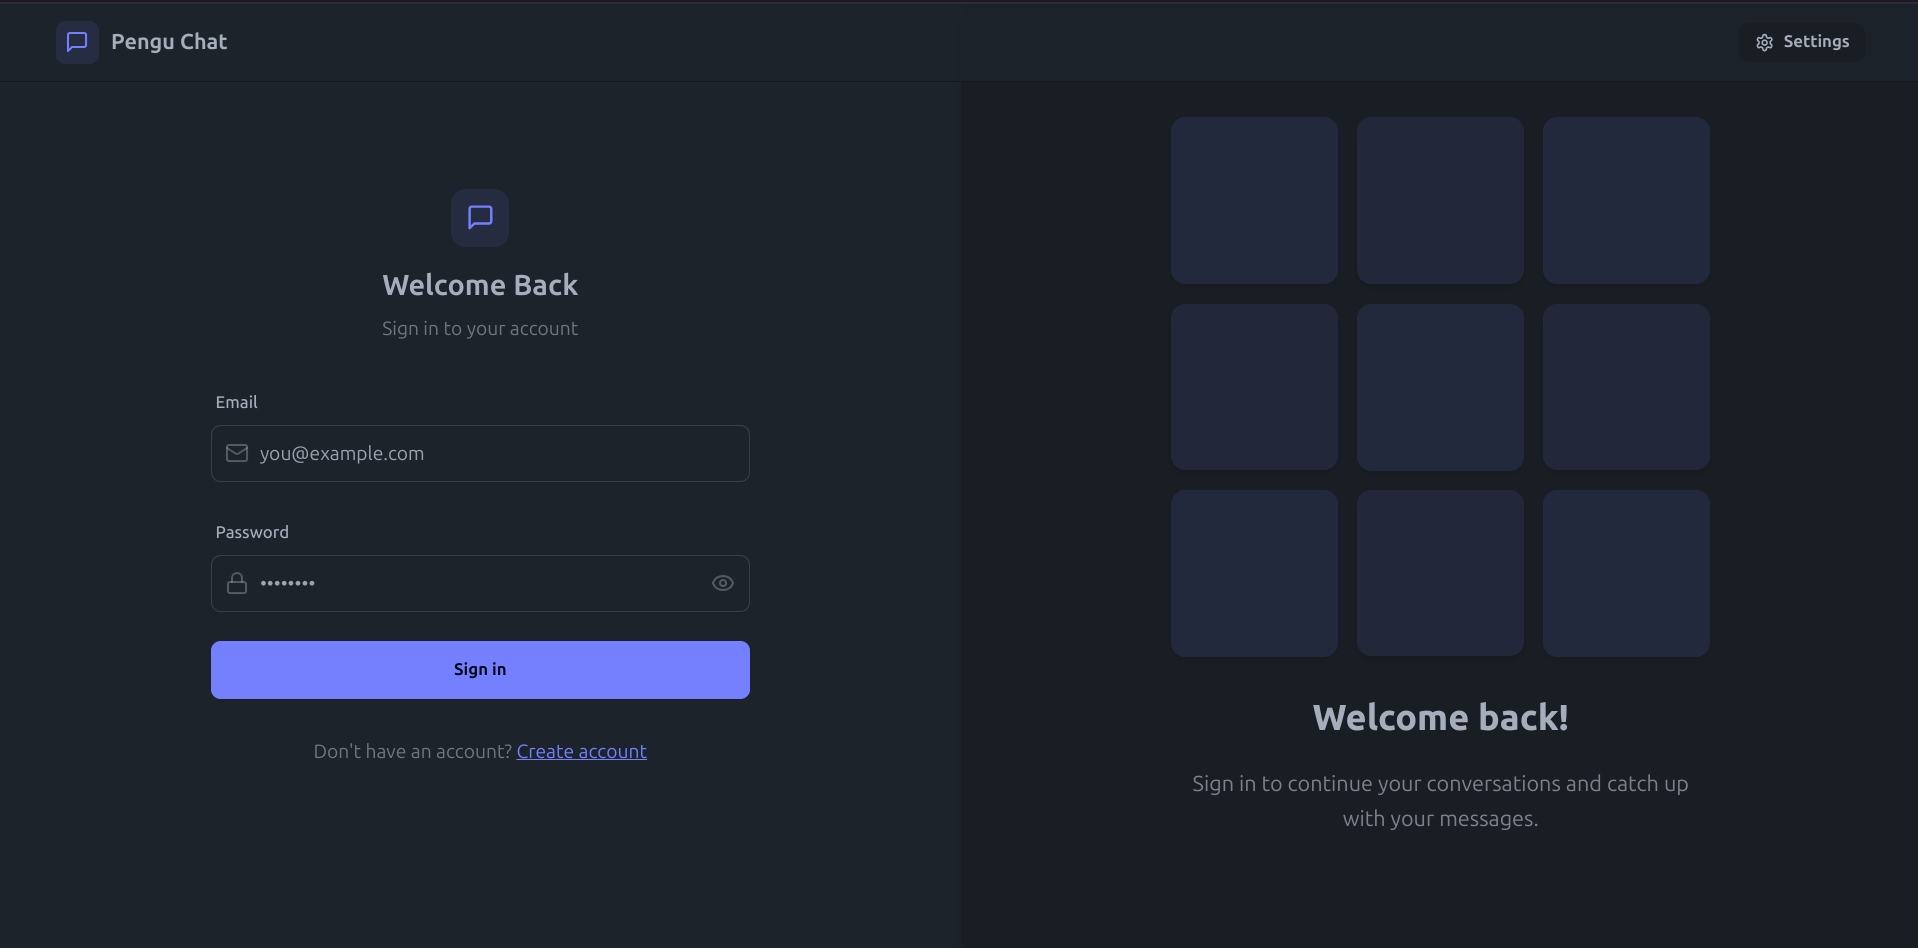 Pengu Chat
Settings
Welcome Back
Sign in to your account
Email
you@example.com
Password
••••••••
Sign in
Don't have an account? Create account
Welcome back!
Sign in to continue your conversations and catch up
with your messages.